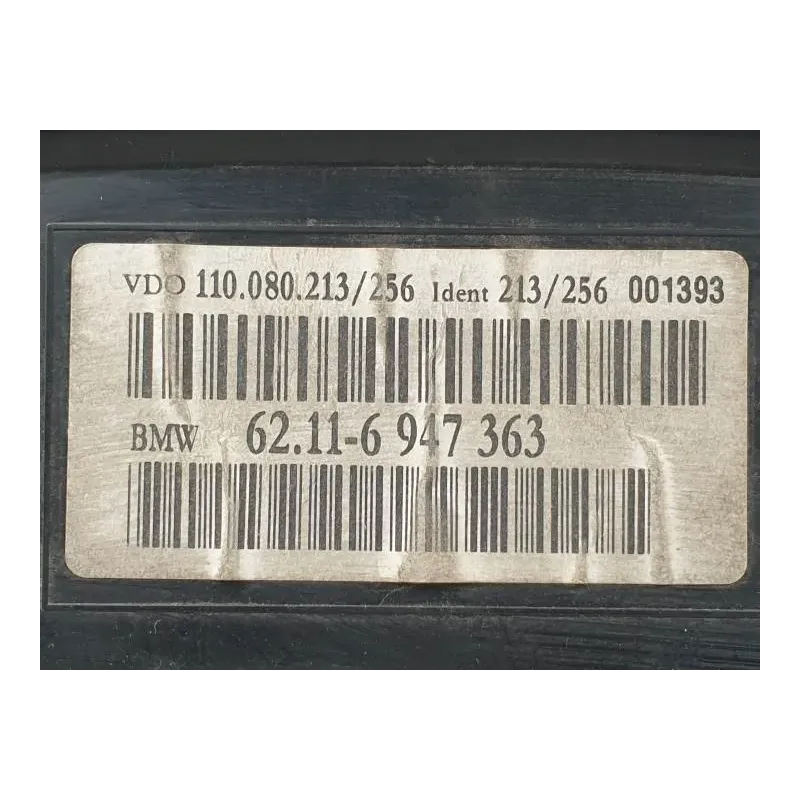 VDO 110.080.213/256 Ident 213/256 001393
BMW 62.11-6 947 363